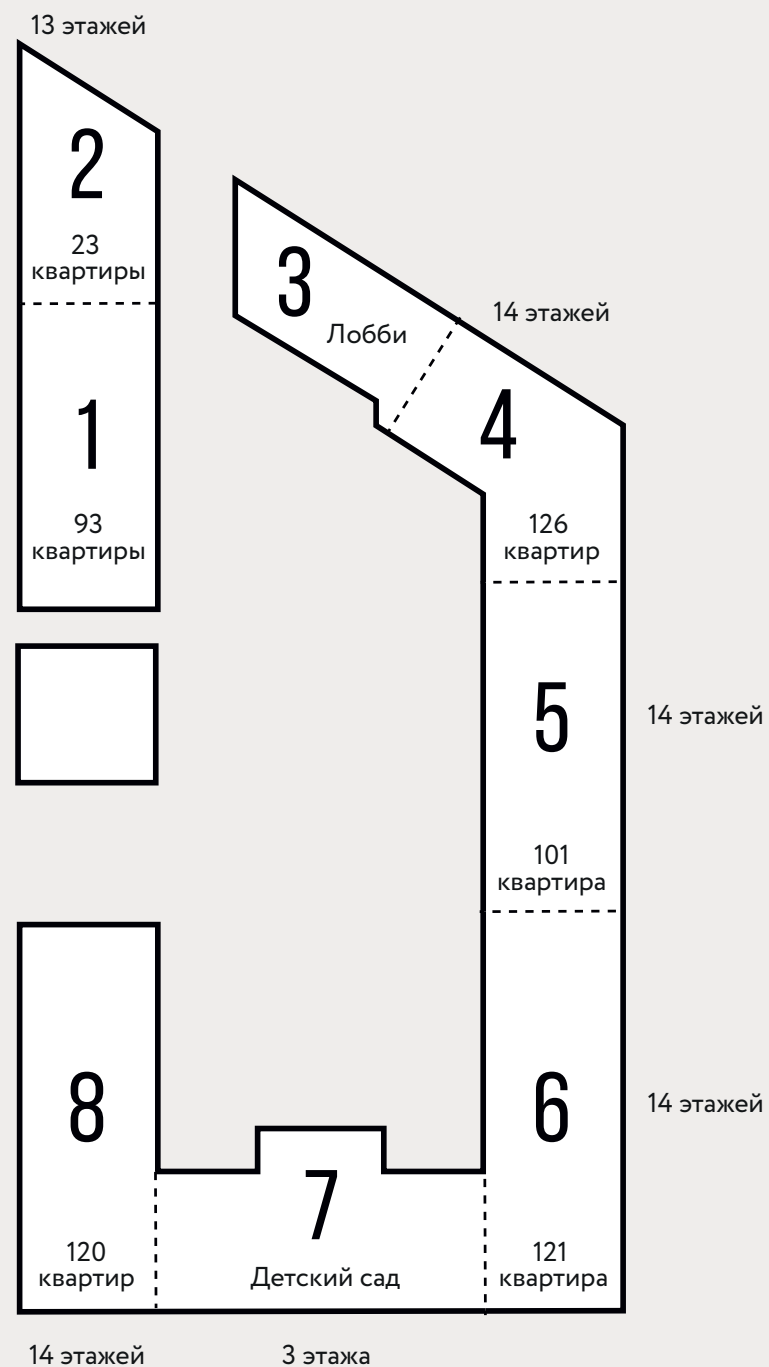 13 этажей
2
23
квартиры
3
Лобби
14 этажей
1
4
93
квартиры
126
квартир
5
14 этажей
101
квартира
8
6
14 этажей
7
120
квартир
Детский сад
121
квартира
14 этажей
3 этажа